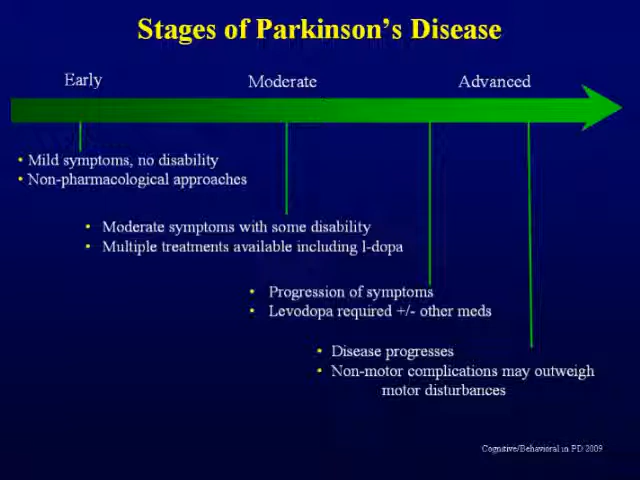 Stages of Parkinson's Disease
Early
Moderate
Advanced
• Mild symptoms, no disability
• Non-pharmacological approaches
• Moderate symptoms with some disability
• Multiple treatments available including l-dopa
• Progression of symptoms
• Levodopa required +/- other meds
• Disease progresses
• Non-motor complications may outweigh
motor disturbances
Cognitive/Behavioral in PD 2009